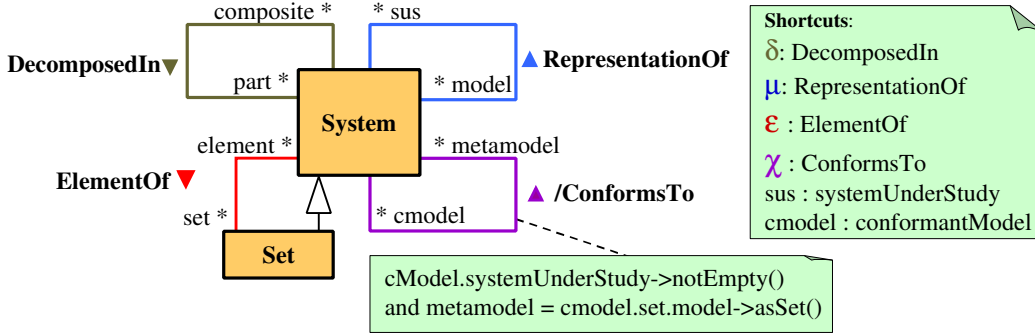 composite *
* sus
DecomposedIn▼
▲ RepresentationOf
part *
* model
System
element *
* metamodel
ElementOf ▼
▲ /ConformsTo
set *
* cmodel
Set
cModel.systemUnderStudy->notEmpty()
and metamodel = cmodel.set.model->asSet()
Shortcuts:
δ: DecomposedIn
μ: RepresentationOf
ε : ElementOf
χ : ConformsTo
sus : systemUnderStudy
cmodel : conformantModel